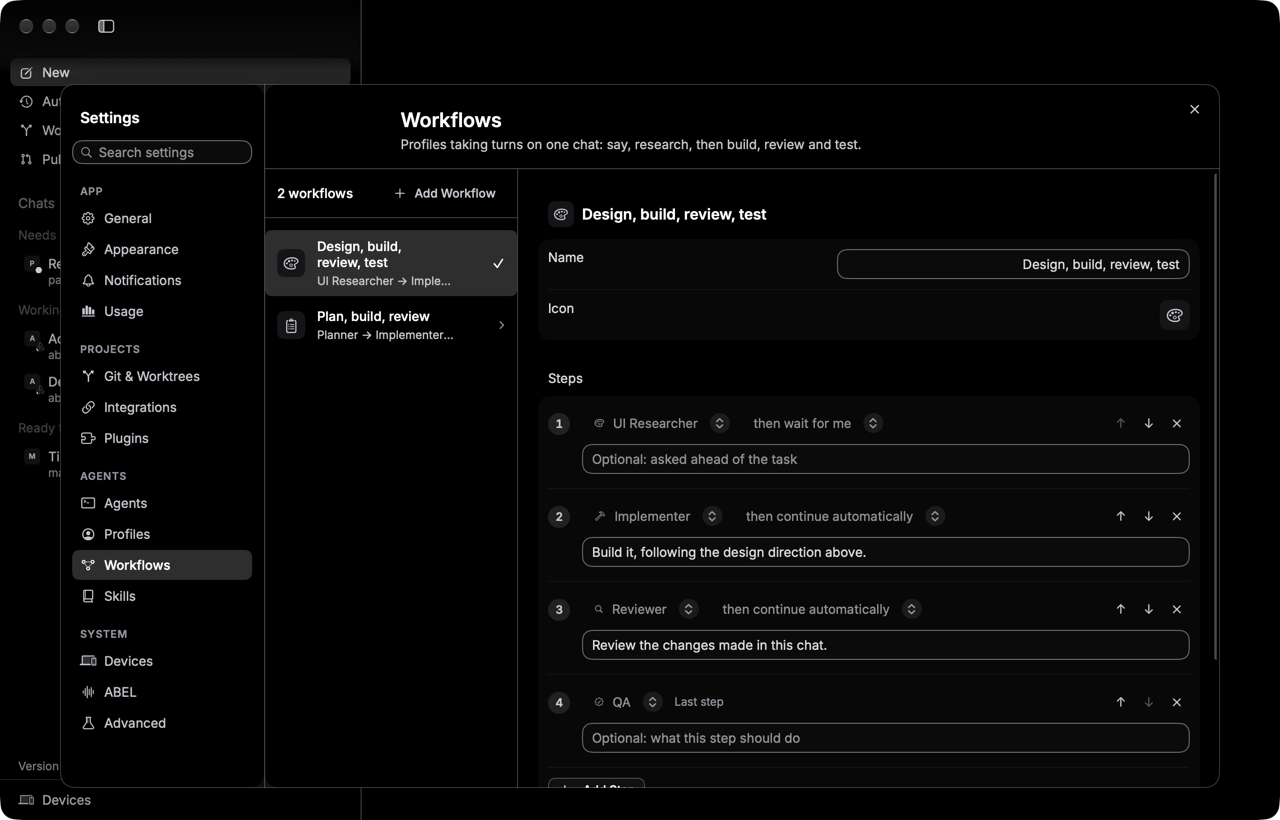 New
Settings
Search settings
APP
General
Appearance
Notifications
Usage
PROJECTS
Git & Worktrees
Integrations
Plugins
AGENTS
Agents
Profiles
Workflows
Skills
SYSTEM
Devices
ABEL
Advanced
Chats
Needs
P
A
A
M
Version
Devices
Workflows
Profiles taking turns on one chat: say, research, then build, review and test.
2 workflows
Add Workflow
Design, build,
review, test
UI Researcher → Imple...
Plan, build, review
Planner → Implementer...
Design, build, review, test
Name
Design, build, review, test
Icon
Steps
1
UI Researcher
then wait for me
Optional: asked ahead of the task
2
Implementer
then continue automatically
Build it, following the design direction above.
3
Reviewer
then continue automatically
Review the changes made in this chat.
4
QA
Last step
Optional: what this step should do
Add Step